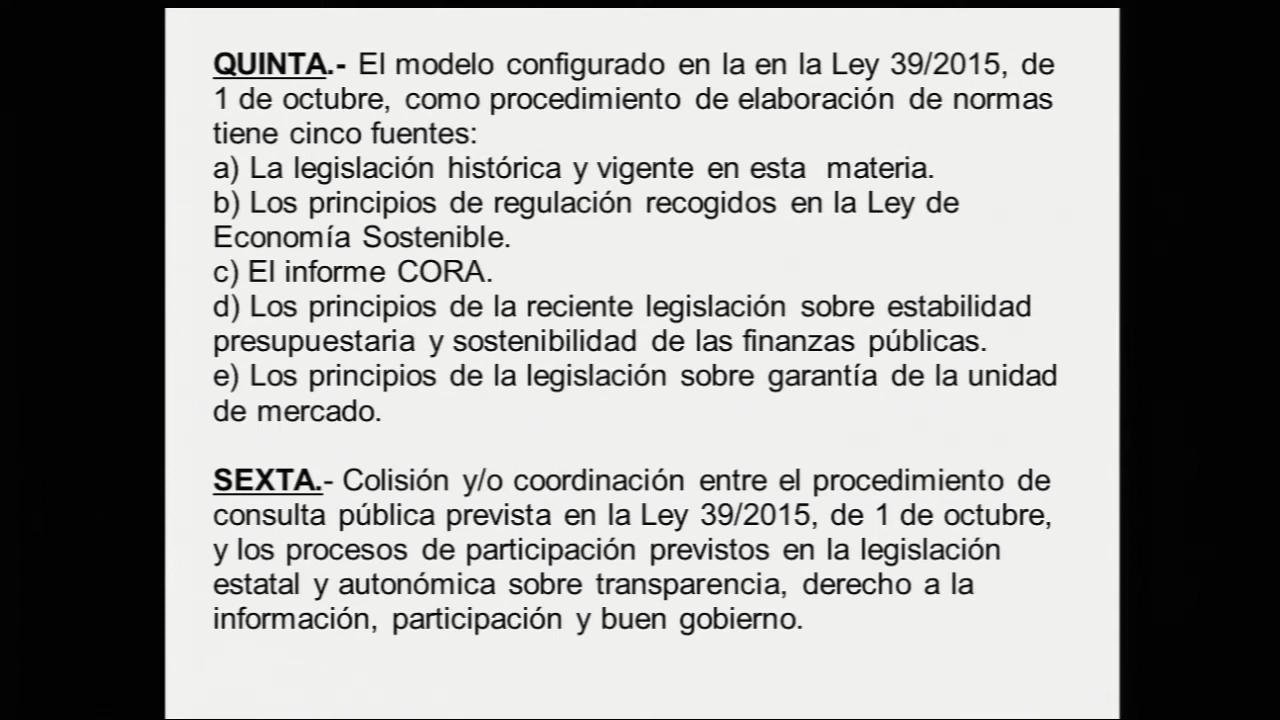 QUINTA.- El modelo configurado en la en la Ley 39/2015, de
1 de octubre, como procedimiento de elaboración de normas
tiene cinco fuentes:
a) La legislación histórica y vigente en esta materia.
b) Los principios de regulación recogidos en la Ley de
Economía Sostenible.
c) El informe CORA.
d) Los principios de la reciente legislación sobre estabilidad
presupuestaria y sostenibilidad de las finanzas públicas.
e) Los principios de la legislación sobre garantía de la unidad
de mercado.
SEXTA.- Colisión y/o coordinación entre el procedimiento de
consulta pública prevista en la Ley 39/2015, de 1 de octubre,
y los procesos de participación previstos en la legislación
estatal y autonómica sobre transparencia, derecho a la
información, participación y buen gobierno.